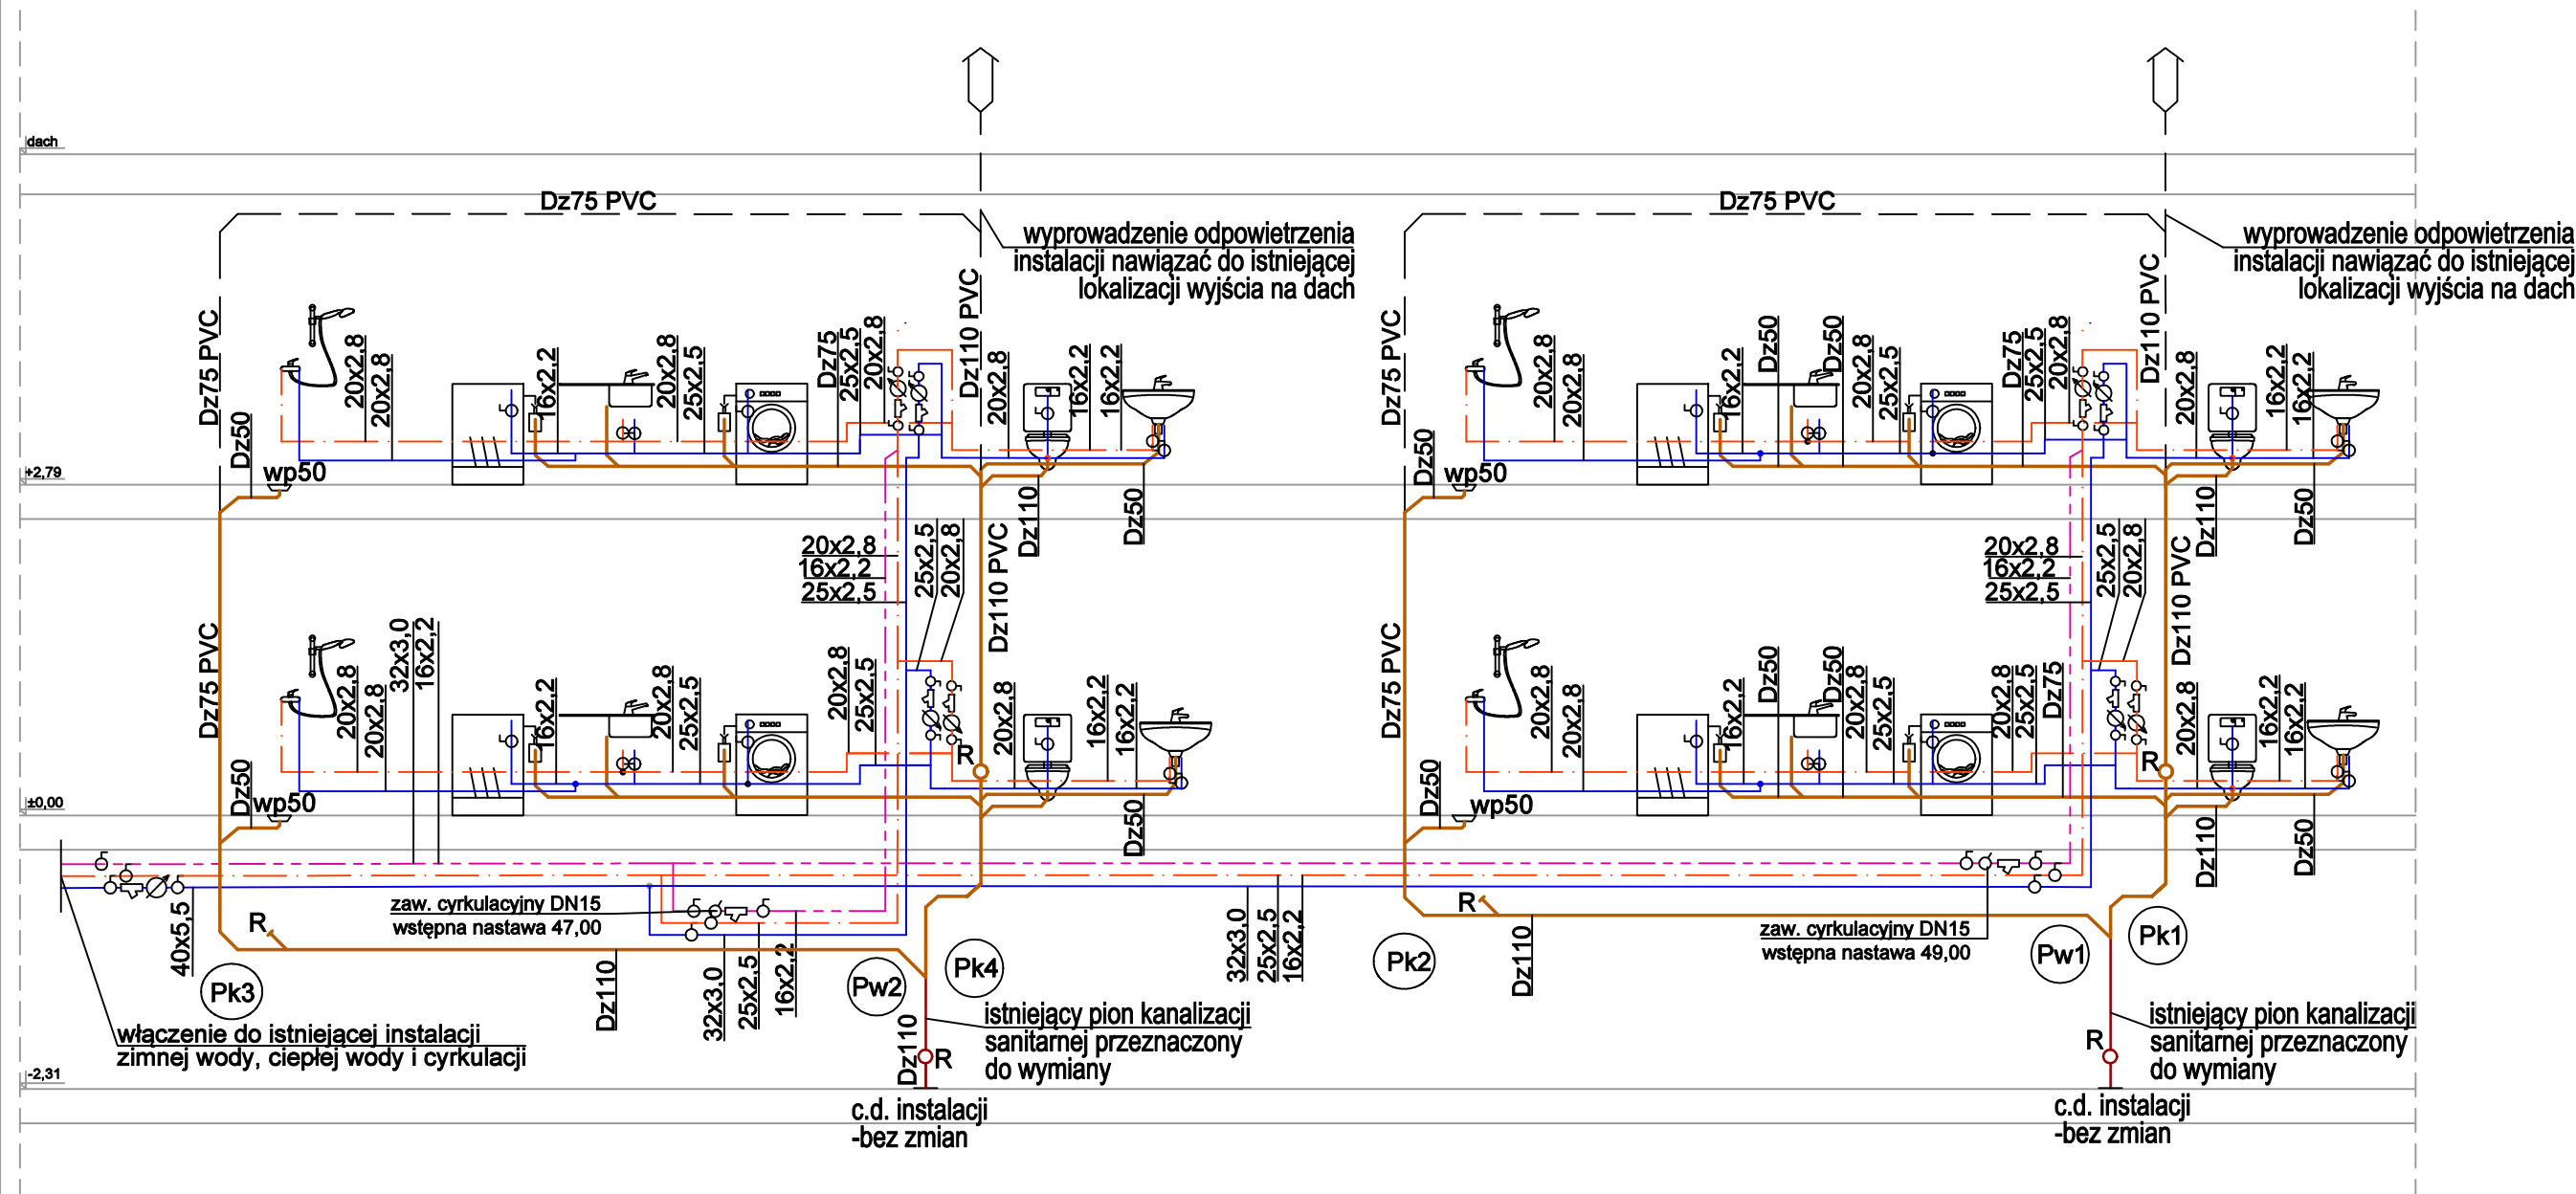 dach
Dz75 PVC
Dz75 PVC
wyprowadzenie odpowietrzenia
instalacji nawiązać do istniejącej
lokalizacji wyjścia na dach
wyprowadzenie odpowietrzenia
instalacji nawiązać do istniejącej
lokalizacji wyjścia na dach
Dz75 PVC
Dz50
20x2,8
20x2,8
16x2,2
20x2,8
25x2,5
Dz75
25x2,5
20x2,8
Dz110 PVC
20x2,8
16x2,2
16x2,2
Dz75 PVC
Dz50
20x2,8
20x2,8
16x2,2
Dz50
Dz50
20x2,8
25x2,5
Dz75
25x2,5
20x2,8
Dz110 PVC
20x2,8
16x2,2
16x2,2
+2,79
wp50
wp50
Dz110
Dz50
Dz110
Dz50
20x2,8
16x2,2
25x2,5
25x2,5
20x2,8
Dz110 PVC
20x2,8
16x2,2
25x2,5
25x2,5
20x2,8
Dz110 PVC
Dz75 PVC
Dz50
20x2,8
20x2,8
32x3,0
16x2,2
16x2,2
20x2,8
25x2,5
20x2,8
25x2,5
R
20x2,8
16x2,2
16x2,2
Dz75 PVC
Dz50
20x2,8
20x2,8
16x2,2
Dz50
Dz50
20x2,8
25x2,5
20x2,8
25x2,5
Dz75
R
20x2,8
16x2,2
16x2,2
±0,00
wp50
wp50
Dz50
Dz110
Dz50
40x5,5
R
zaw. cyrkulacyjny DN15
wstępna nastawa 47,00
R
zaw. cyrkulacyjny DN15
wstępna nastawa 49,00
Pk3
Dz110
32x3,0
25x2,5
16x2,2
Pw2
Pk4
32x3,0
25x2,5
16x2,2
Pk2
Dz110
Pw1
Pk1
włączenie do istniejącej instalacji
zimnej wody, ciepłej wody i cyrkulacji
Dz110
R
istniejący pion kanalizacji
sanitarnej przeznaczony
do wymiany
R
istniejący pion kanalizacji
sanitarnej przeznaczony
do wymiany
-2,31
c.d. instalacji
-bez zmian
c.d. instalacji
-bez zmian